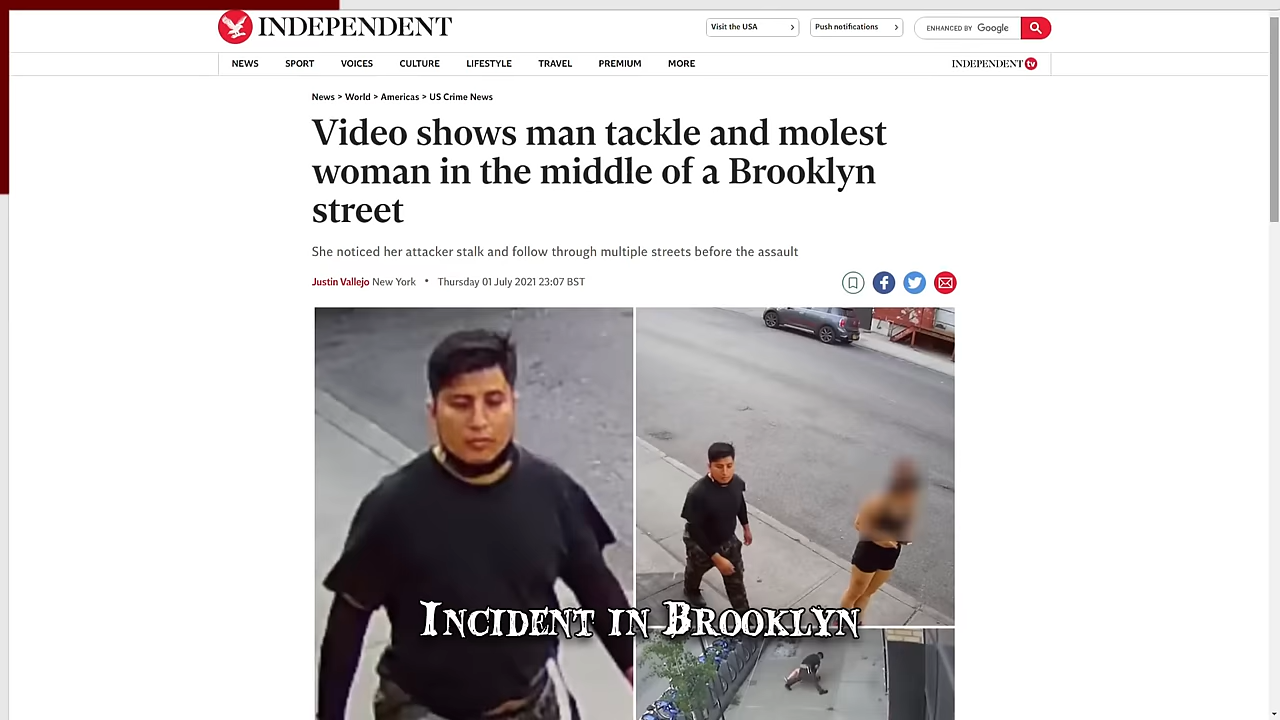 INDEPENDENT
Visit the USA
Push notifications
ENHANCED BY Google
NEWS SPORT VOICES CULTURE LIFESTYLE TRAVEL PREMIUM MORE INDEPENDENT tv
News > World > Americas > US Crime News
Video shows man tackle and molest
woman in the middle of a Brooklyn
street
She noticed her attacker stalk and follow through multiple streets before the assault
Justin Vallejo New York • Thursday 01 July 2021 23:07 BST
INCIDENT IN BROOKLYN